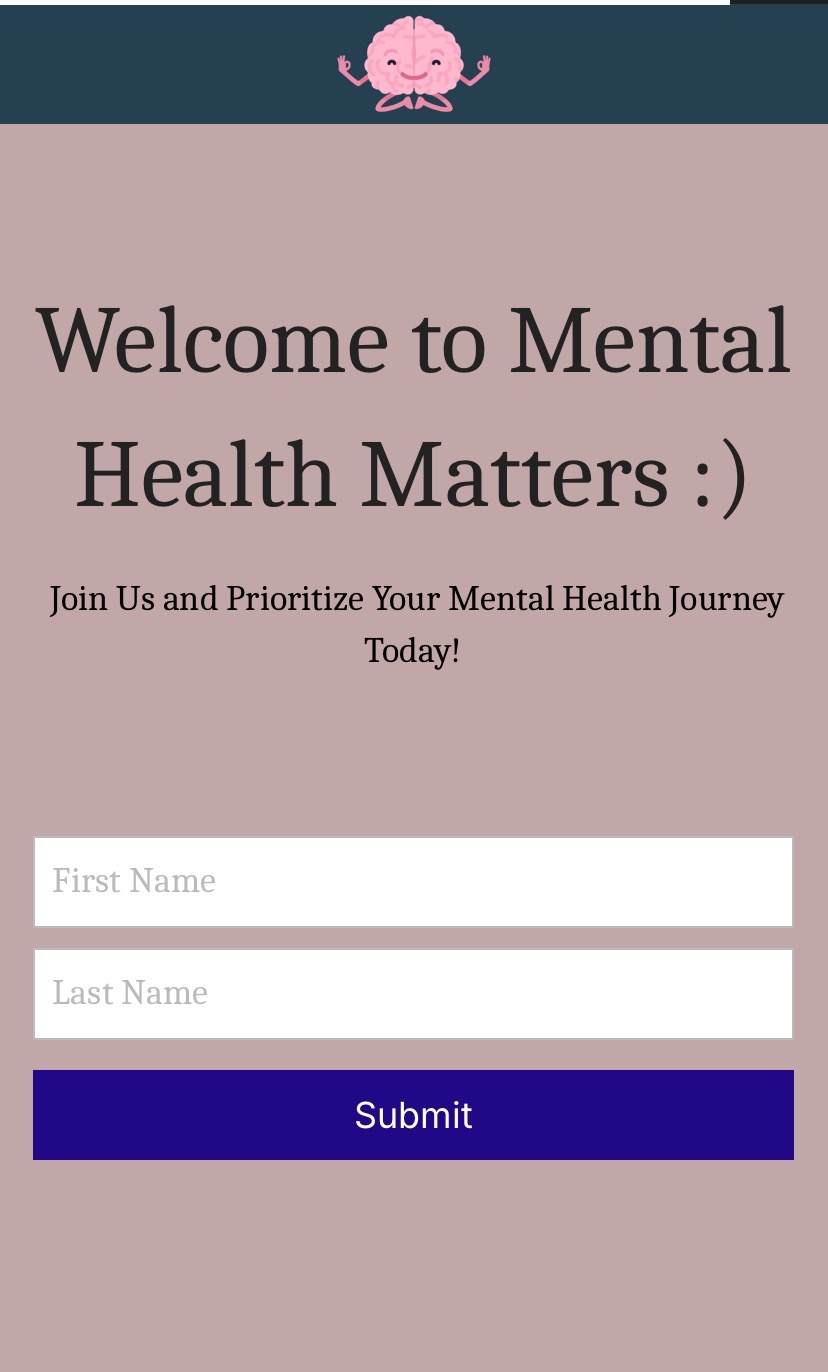 Welcome to Mental
Health Matters :)
Join Us and Prioritize Your Mental Health Journey
Today!
First Name
Last Name
Submit